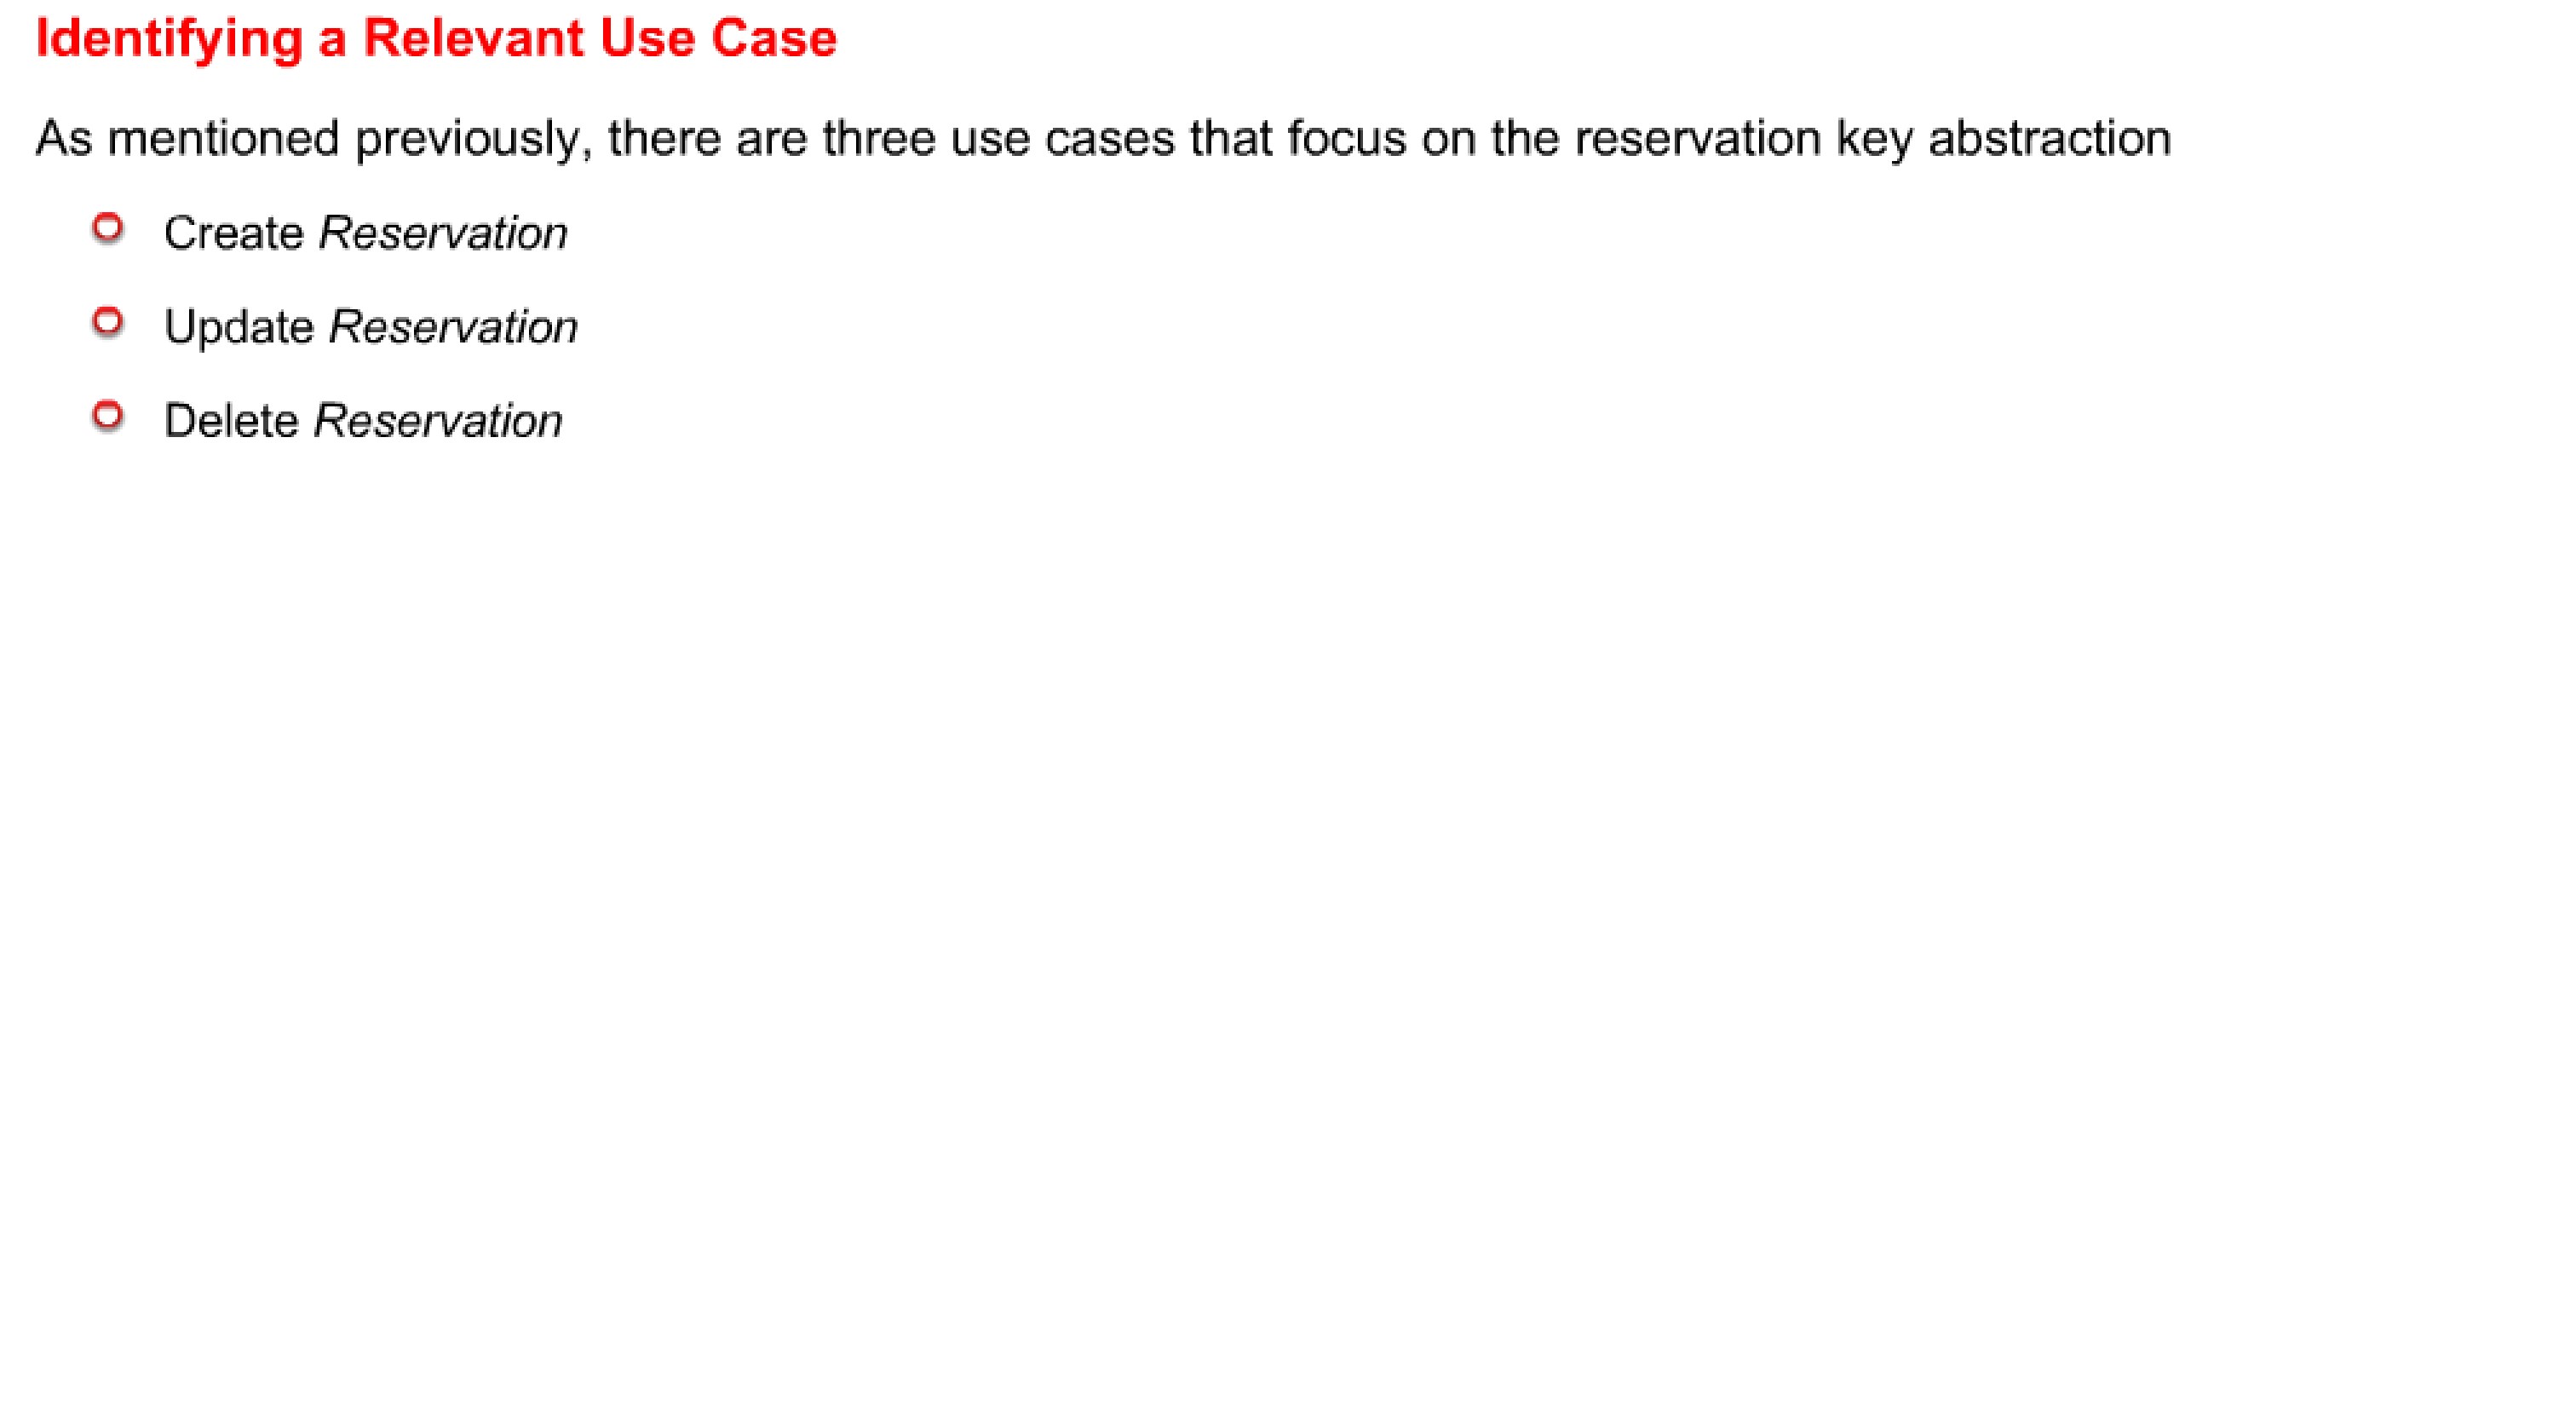 Identifying a Relevant Use Case
As mentioned previously, there are three use cases that focus on the reservation key abstraction
Create Reservation
Update Reservation
Delete Reservation